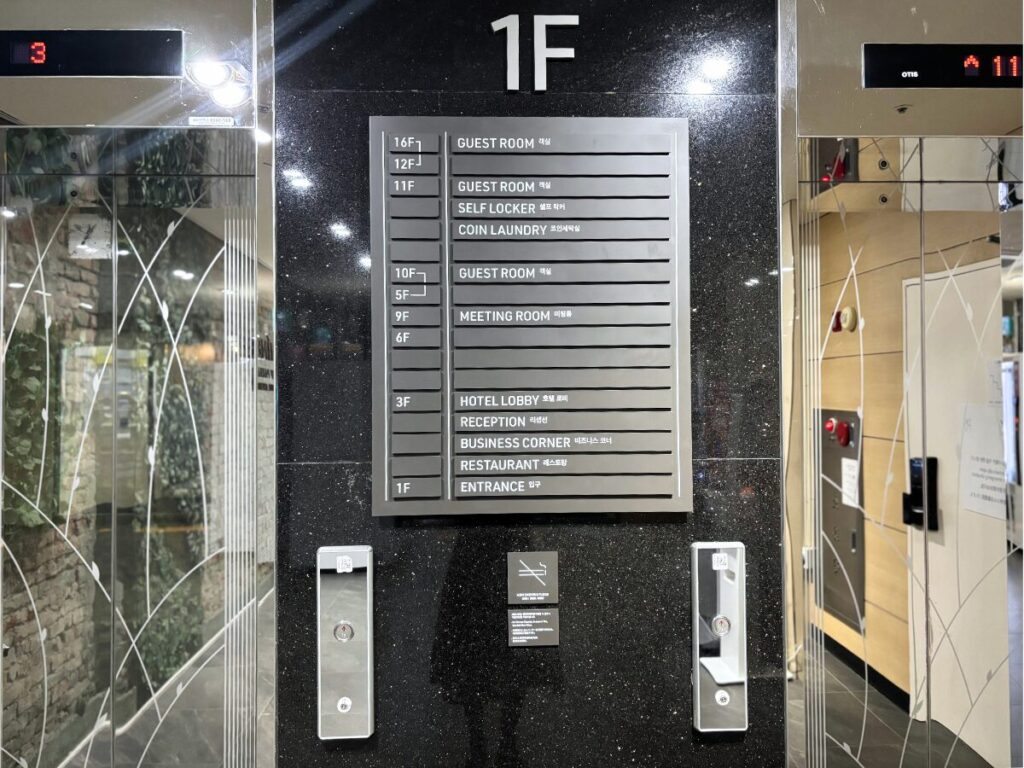 1F
3
OTIS
11
16F GUEST ROOM 객실
12F
11F GUEST ROOM 객실
SELF LOCKER 셀프 락커
COIN LAUNDRY 코인세탁실
10F GUEST ROOM 객실
5F
9F MEETING ROOM 미팅룸
6F
3F HOTEL LOBBY 호텔 로비
RECEPTION 리셉션
BUSINESS CORNER 비즈니스 코너
RESTAURANT 레스토랑
1F ENTRANCE 입구